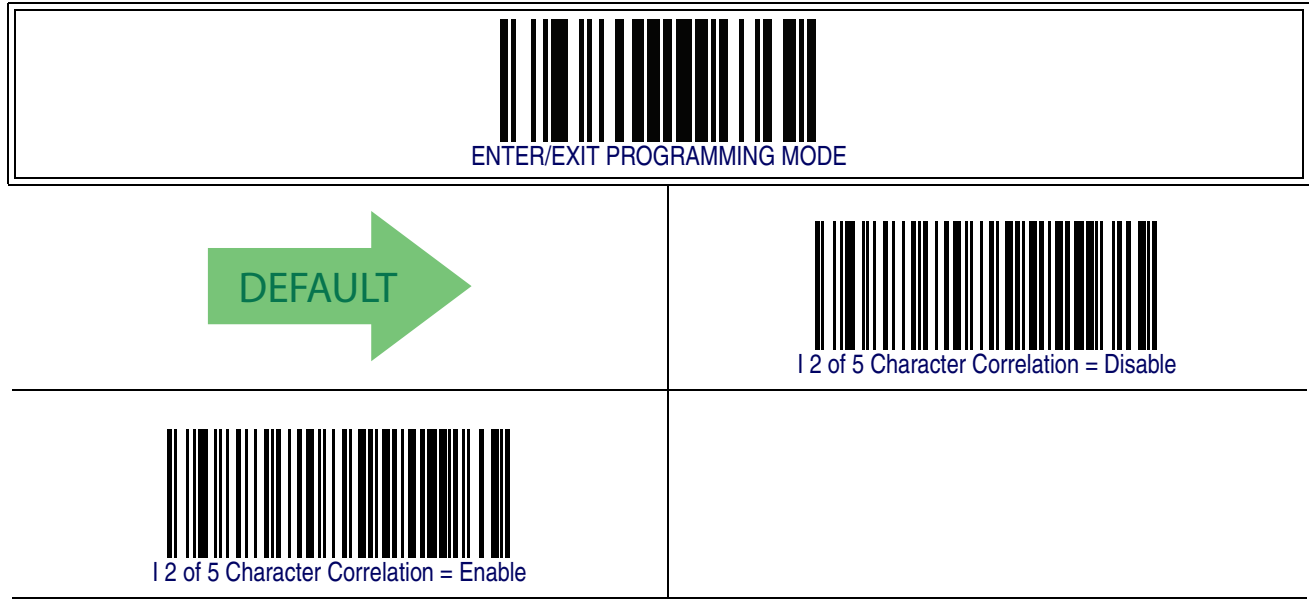 ENTER/EXIT PROGRAMMING MODE
DEFAULT
I 2 of 5 Character Correlation = Disable
I 2 of 5 Character Correlation = Enable